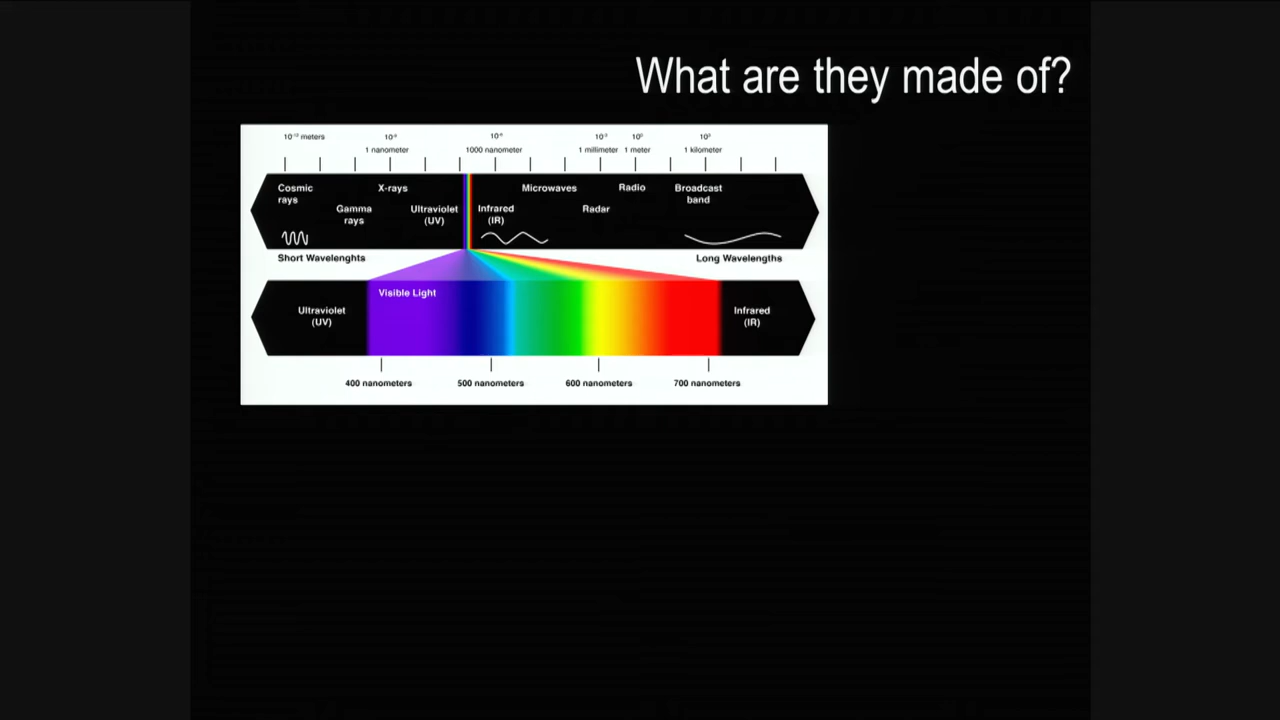 What are they made of?
10⁻¹² meters 10⁻⁹ 10⁻⁶ 10⁻³ 10⁰ 10³
1 nanometer 1000 nanometer 1 millimeter 1 meter 1 kilometer
Cosmic rays
X-rays
Microwaves
Radio
Broadcast band
Gamma rays
Ultraviolet (UV)
Infrared (IR)
Radar
Short Wavelenghts
Long Wavelengths
Visible Light
Ultraviolet (UV)
Infrared (IR)
400 nanometers 500 nanometers 600 nanometers 700 nanometers